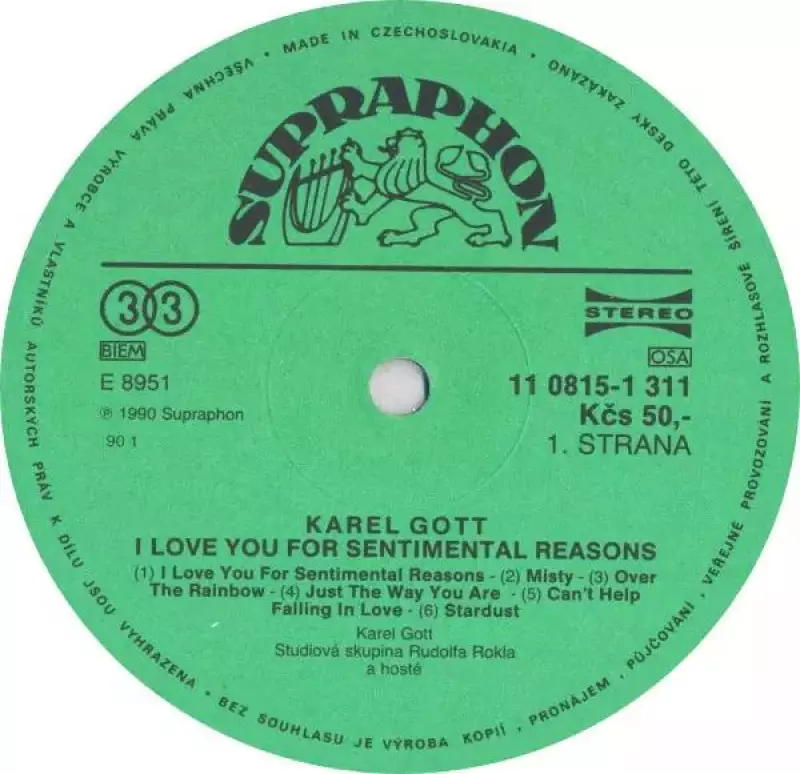 • MADE IN CZECHOSLOVAKIA •
VŠECHNA PRÁVA VÝROBCE A VLASTNÍKŮ AUTORSKÝCH PRÁV K DÍLU JSOU VYHRAZENA • BEZ SOUHLASU JE VÝROBA KOPIÍ, PRONÁJEM, PŮJČOVÁNÍ, VEŘEJNÉ PROVOZOVÁNÍ A ROZHLASOVÉ ŠÍŘENÍ TÉTO DESKY ZAKÁZÁNO
SUPRAPHON
33
STEREO
BIEM
OSA
E 8951
11 0815-1 311
℗ 1990 Supraphon
Kčs 50,-
90 1
1. STRANA
KAREL GOTT
I LOVE YOU FOR SENTIMENTAL REASONS
(1) I Love You For Sentimental Reasons - (2) Misty - (3) Over
The Rainbow - (4) Just The Way You Are - (5) Can't Help
Falling In Love - (6) Stardust
Karel Gott
Studiová skupina Rudolfa Rokla
a hosté